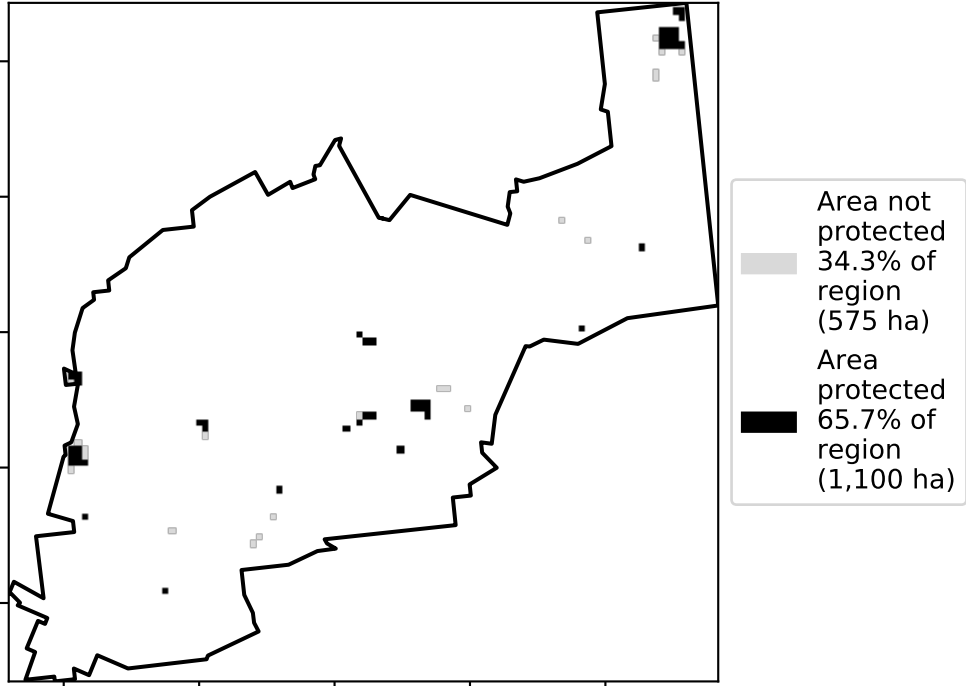 Area not
protected
34.3% of
region
(575 ha)
Area
protected
65.7% of
region
(1,100 ha)